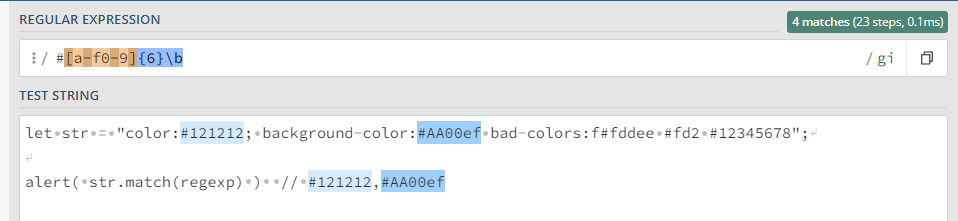 REGULAR EXPRESSION
4 matches (23 steps, 0.1ms)
⋮ / #[a-f0-9]{6}\b / gi
TEST STRING
let·str·=·"color:#121212;·background-color:#AA00ef·bad-colors:f#fddee·#fd2·#12345678";↵
↵
alert(·str.match(regexp)·)··//·#121212,#AA00ef